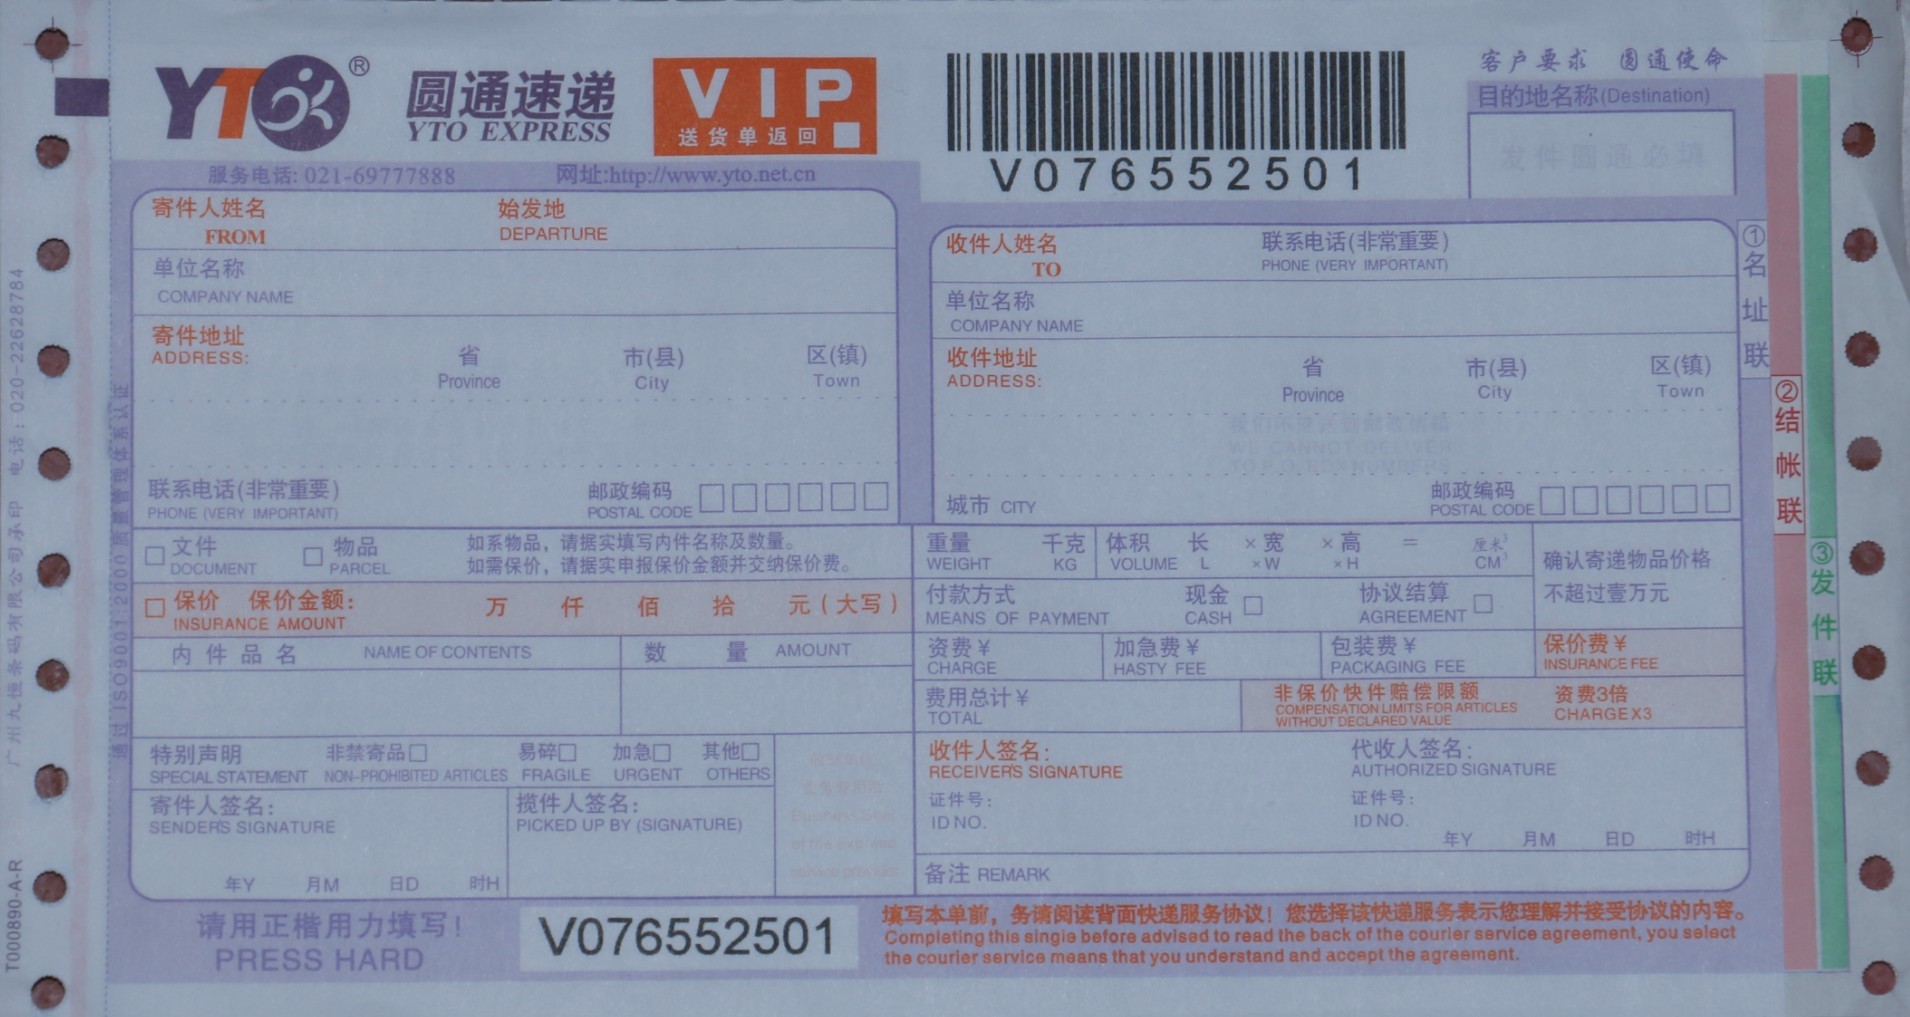 YTO® 圆通速递
YTO EXPRESS
VIP
送货单返回
服务电话: 021-69777888 网址:http://www.yto.net.cn
V076552501
客户要求 圆通使命
目的地名称(Destination)
发件圆通必填
寄件人姓名 始发地
FROM DEPARTURE
单位名称
COMPANY NAME
寄件地址 省 市(县) 区(镇)
ADDRESS: Province City Town
联系电话(非常重要) 邮政编码
PHONE (VERY IMPORTANT) POSTAL CODE
收件人姓名 联系电话(非常重要)
TO PHONE (VERY IMPORTANT)
单位名称
COMPANY NAME
收件地址 省 市(县) 区(镇)
ADDRESS: Province City Town
WE CANNOT DELIVER
TO P.O. BOX NUMBERS
城市 CITY 邮政编码
POSTAL CODE
文件 物品
DOCUMENT PARCEL
如系物品，请据实填写内件名称及数量。
如需保价，请据实申报保价金额并交纳保价费。
保价 保价金额: 万 仟 佰 拾 元(大写)
INSURANCE AMOUNT
内件品名 NAME OF CONTENTS 数量 AMOUNT
特别声明 非禁寄品 易碎 加急 其他
SPECIAL STATEMENT NON-PROHIBITED ARTICLES FRAGILE URGENT OTHERS
寄件人签名: 揽件人签名:
SENDER'S SIGNATURE PICKED UP BY (SIGNATURE)
年Y 月M 日D 时H
重量 千克 体积 长 ×宽 ×高 = 厘米³
WEIGHT KG VOLUME L ×W ×H CM³
确认寄递物品价格
不超过壹万元
付款方式 现金 协议结算
MEANS OF PAYMENT CASH AGREEMENT
资费¥ 加急费¥ 包装费¥ 保价费¥
CHARGE HASTY FEE PACKAGING FEE INSURANCE FEE
费用总计¥ 非保价快件赔偿限额 资费3倍
TOTAL COMPENSATION LIMITS FOR ARTICLES CHARGEX3
WITHOUT DECLARED VALUE
收件人签名: 代收人签名:
RECEIVER'S SIGNATURE AUTHORIZED SIGNATURE
证件号: 证件号:
ID NO. ID NO.
年Y 月M 日D 时H
备注 REMARK
请用正楷用力填写!
PRESS HARD
V076552501
填写本单前，务请阅读背面快递服务协议！您选择该快递服务表示您理解并接受协议的内容。
Completing this single before advised to read the back of the courier service agreement, you select
the courier service means that you understand and accept the agreement.
①名址联
②结帐联
③发件联
通过ISO9001:2000质量管理体系认证
广州九恒条码有限公司承印 电话: 020-22628784
T000890-A-R